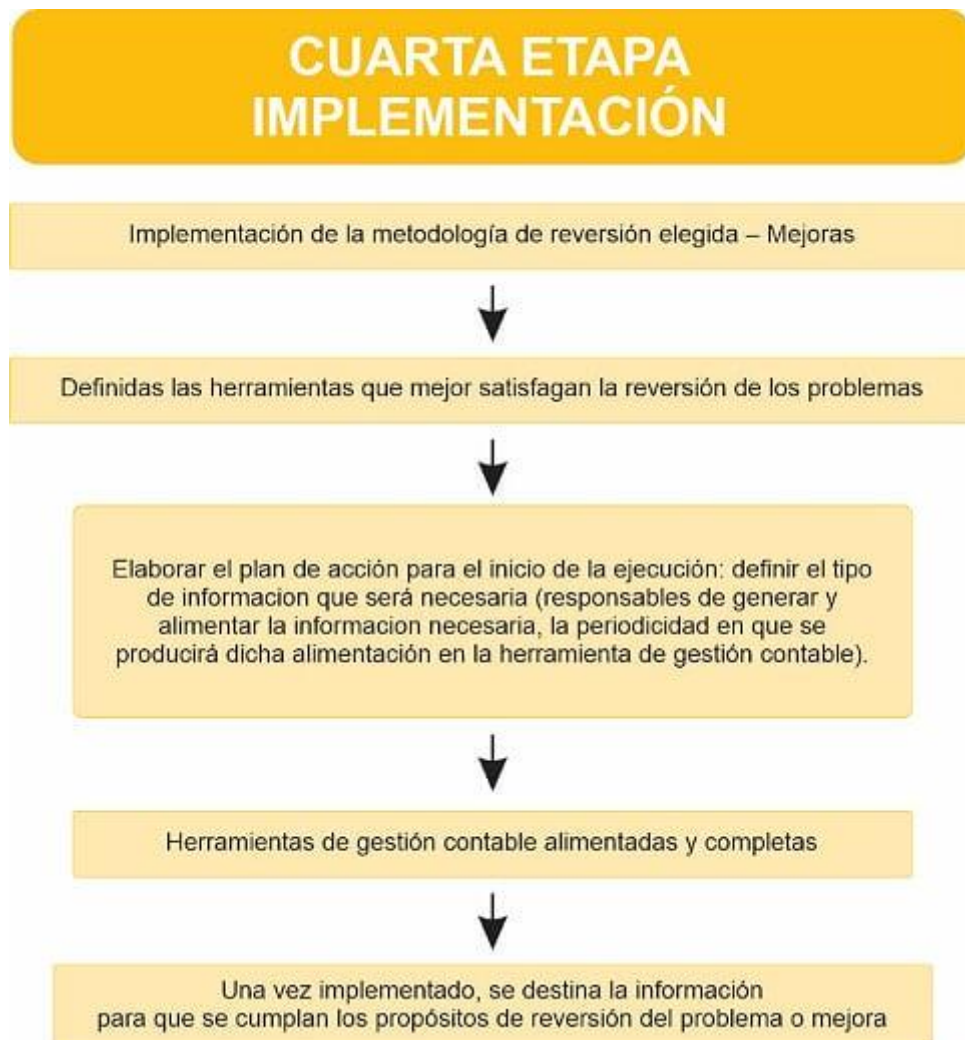 CUARTA ETAPA
IMPLEMENTACIÓN
Implementación de la metodología de reversión elegida – Mejoras
Definidas las herramientas que mejor satisfagan la reversión de los problemas
Elaborar el plan de acción para el inicio de la ejecución: definir el tipo
de informacion que será necesaria (responsables de generar y
alimentar la informacion necesaria, la periodicidad en que se
producirá dicha alimentación en la herramienta de gestión contable).
Herramientas de gestión contable alimentadas y completas
Una vez implementado, se destina la información
para que se cumplan los propósitos de reversión del problema o mejora